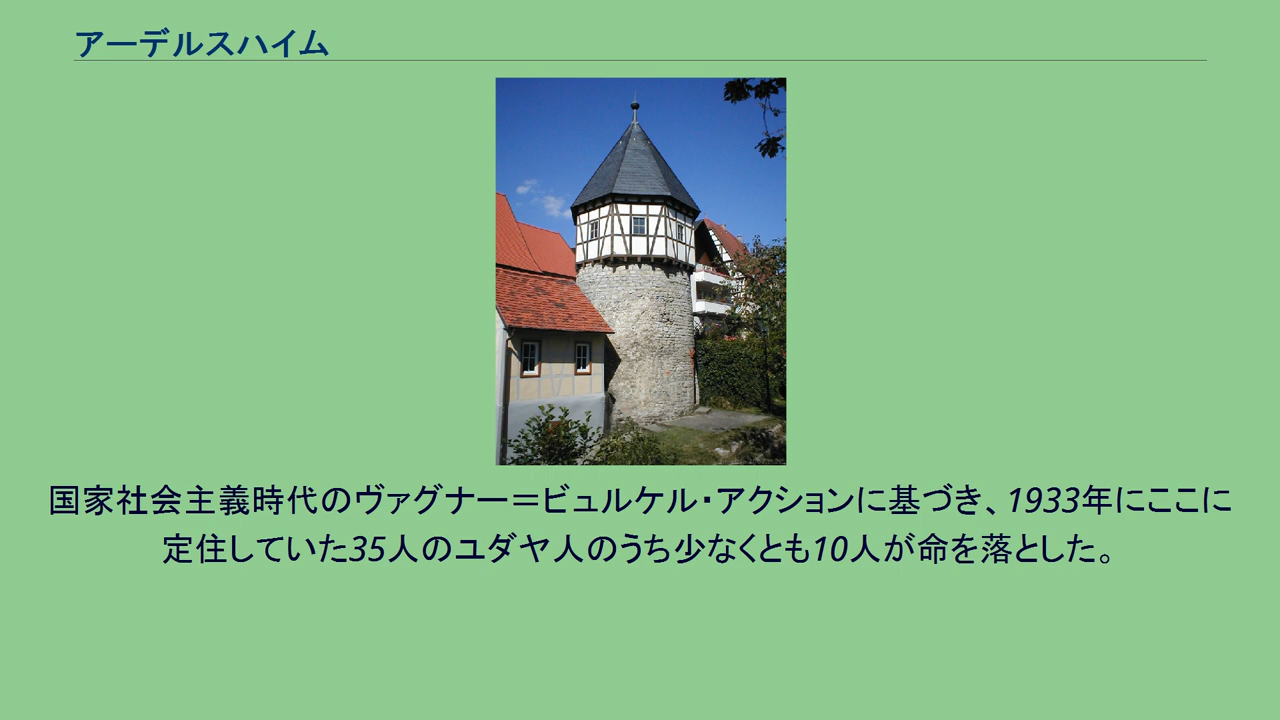 アーデルスハイム
国家社会主義時代のヴァグナー＝ビュルケル・アクションに基づき、1933年にここに
定住していた35人のユダヤ人のうち少なくとも10人が命を落とした。